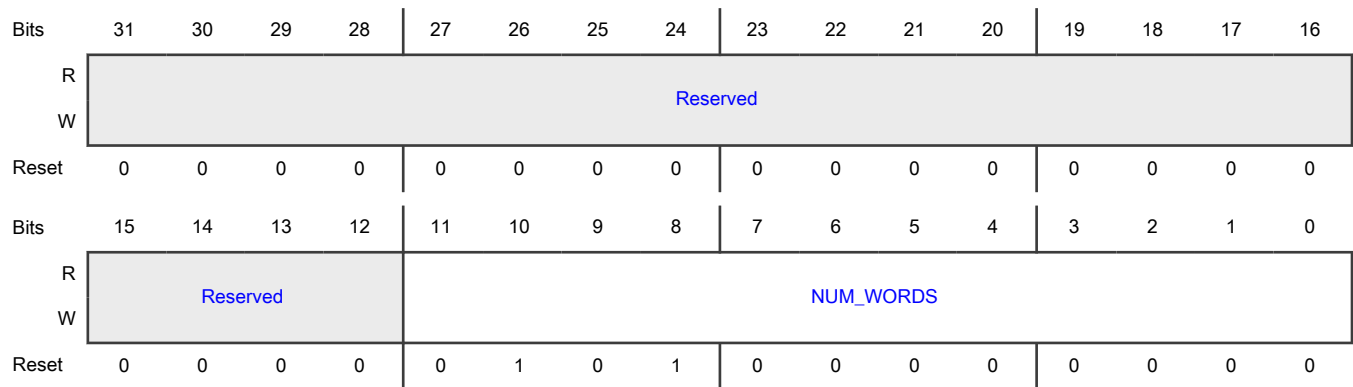 Bits 31 30 29 28 27 26 25 24 23 22 21 20 19 18 17 16
R
Reserved
W
Reset 0 0 0 0 0 0 0 0 0 0 0 0 0 0 0 0
Bits 15 14 13 12 11 10 9 8 7 6 5 4 3 2 1 0
R
Reserved NUM_WORDS
W
Reset 0 0 0 0 0 1 0 1 0 0 0 0 0 0 0 0